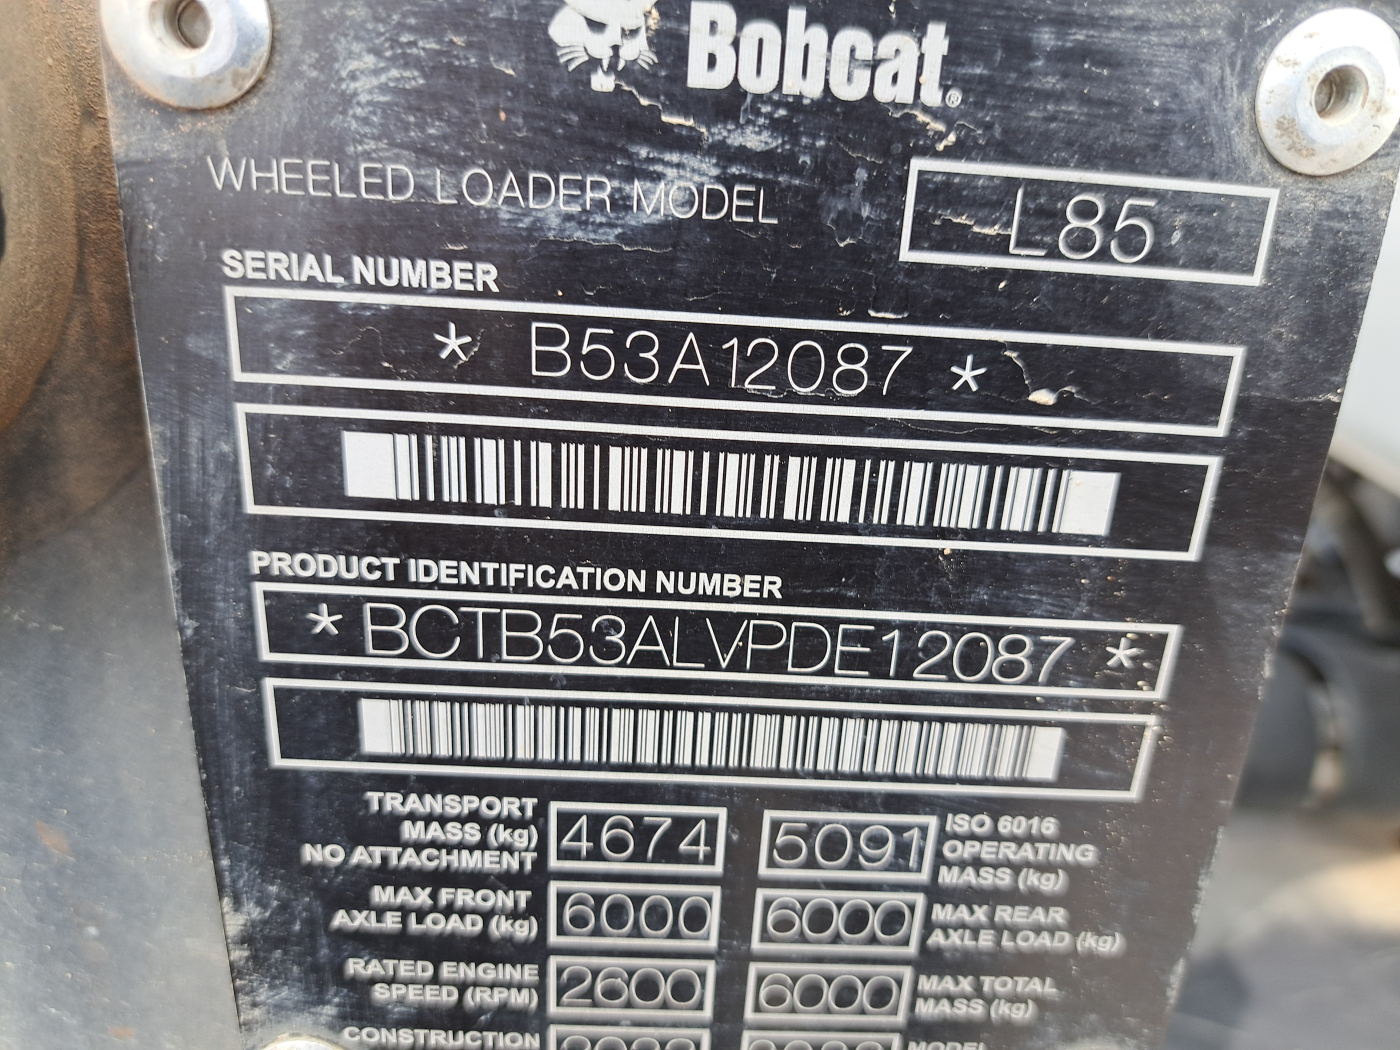 Bobcat®
WHEELED LOADER MODEL L85
SERIAL NUMBER
* B53A12087 *
PRODUCT IDENTIFICATION NUMBER
* BCTB53ALVPDE12087 *
TRANSPORT
MASS (kg)
NO ATTACHMENT
4674
5091
ISO 6016
OPERATING
MASS (kg)
MAX FRONT
AXLE LOAD (kg)
6000
6000
MAX REAR
AXLE LOAD (kg)
RATED ENGINE
SPEED (RPM)
2600
6000
MAX TOTAL
MASS (kg)
CONSTRUCTION
MODEL